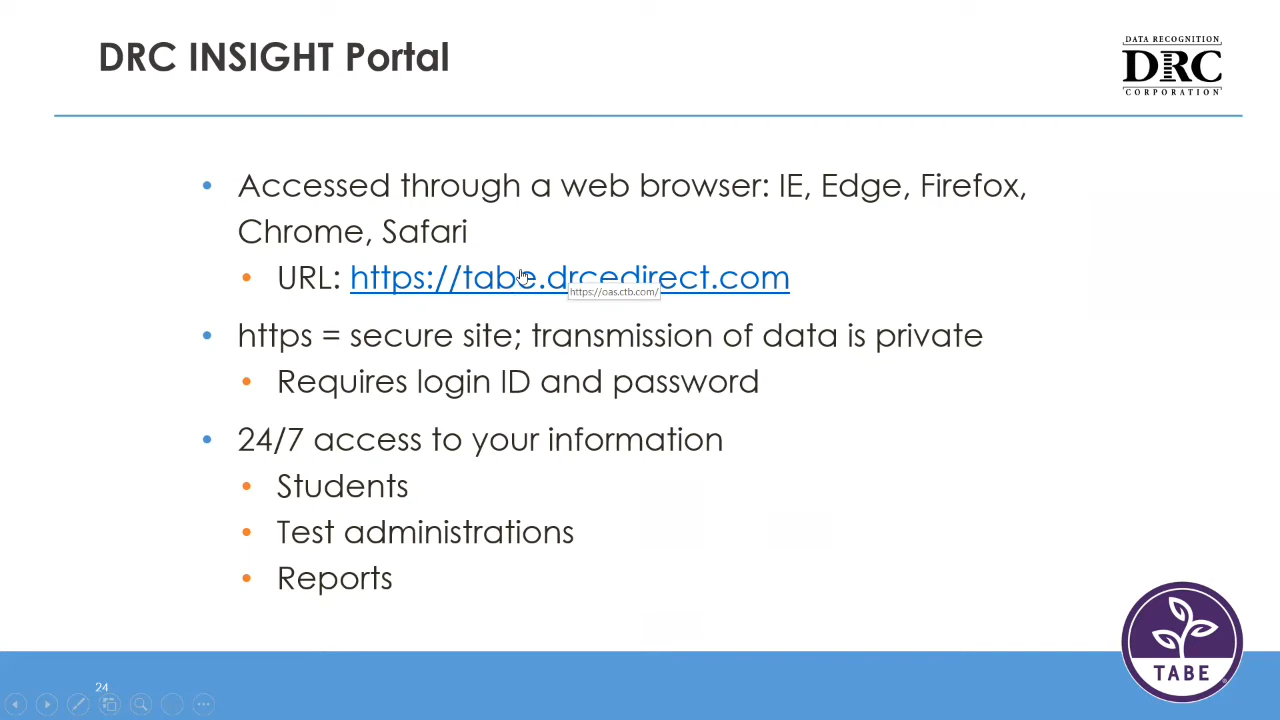 DRC INSIGHT Portal
DATA RECOGNITION
DRC
CORPORATION
• Accessed through a web browser: IE, Edge, Firefox,
Chrome, Safari
• URL: https://tabe.drcedirect.com
https://oas.ctb.com/
• https = secure site; transmission of data is private
• Requires login ID and password
• 24/7 access to your information
• Students
• Test administrations
• Reports
TABE
24